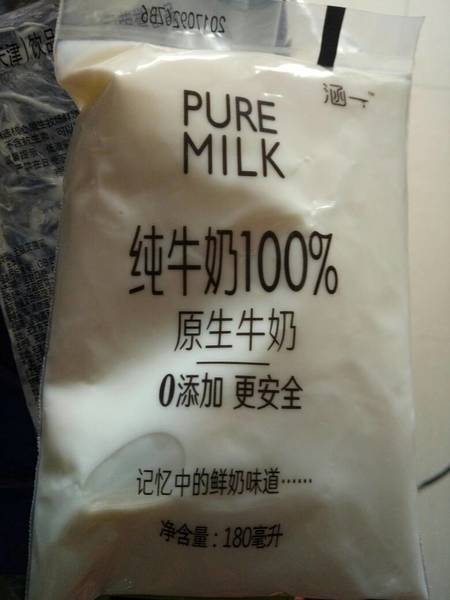 20170926ZB6
涵一
PURE
MILK
纯牛奶100%
原生牛奶
0添加 更安全
记忆中的鲜奶味道……
净含量:180毫升